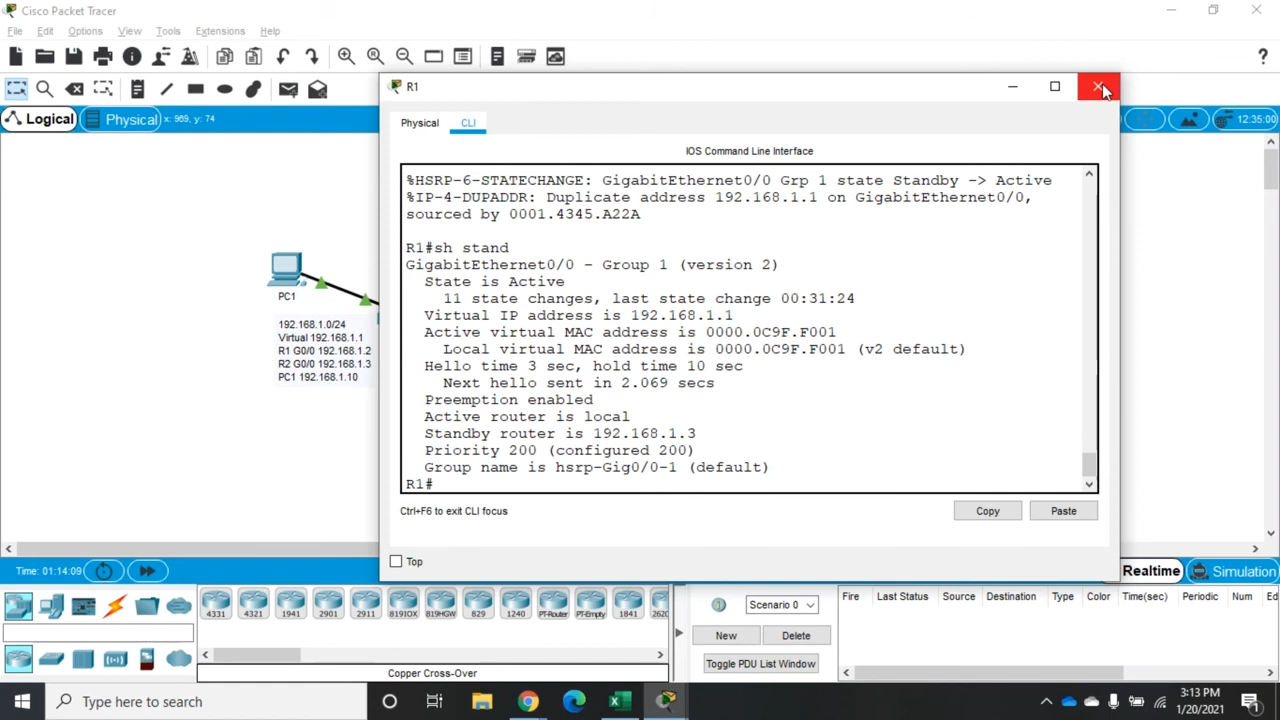 Cisco Packet Tracer
File Edit Options View Tools Extensions Help
Logical Physical x: 969, y: 74 12:35:00
R1
Physical CLI
IOS Command Line Interface
%HSRP-6-STATECHANGE: GigabitEthernet0/0 Grp 1 state Standby -> Active
%IP-4-DUPADDR: Duplicate address 192.168.1.1 on GigabitEthernet0/0,
sourced by 0001.4345.A22A
R1#sh stand
GigabitEthernet0/0 - Group 1 (version 2)
State is Active
11 state changes, last state change 00:31:24
Virtual IP address is 192.168.1.1
Active virtual MAC address is 0000.0C9F.F001
Local virtual MAC address is 0000.0C9F.F001 (v2 default)
Hello time 3 sec, hold time 10 sec
Next hello sent in 2.069 secs
Preemption enabled
Active router is local
Standby router is 192.168.1.3
Priority 200 (configured 200)
Group name is hsrp-Gig0/0-1 (default)
R1#
Ctrl+F6 to exit CLI focus
Copy Paste
Top
PC1
192.168.1.0/24
Virtual 192.168.1.1
R1 G0/0 192.168.1.2
R2 G0/0 192.168.1.3
PC1 192.168.1.10
Time: 01:14:09 Realtime Simulation
4331 4321 1941 2901 2911 819IOX 819HGW 829 1240 PT-Router PT-Empty 1841 2620
Copper Cross-Over
Scenario 0
New Delete
Toggle PDU List Window
Fire Last Status Source Destination Type Color Time(sec) Periodic Num Ed
Type here to search
3:13 PM
1/20/2021
1